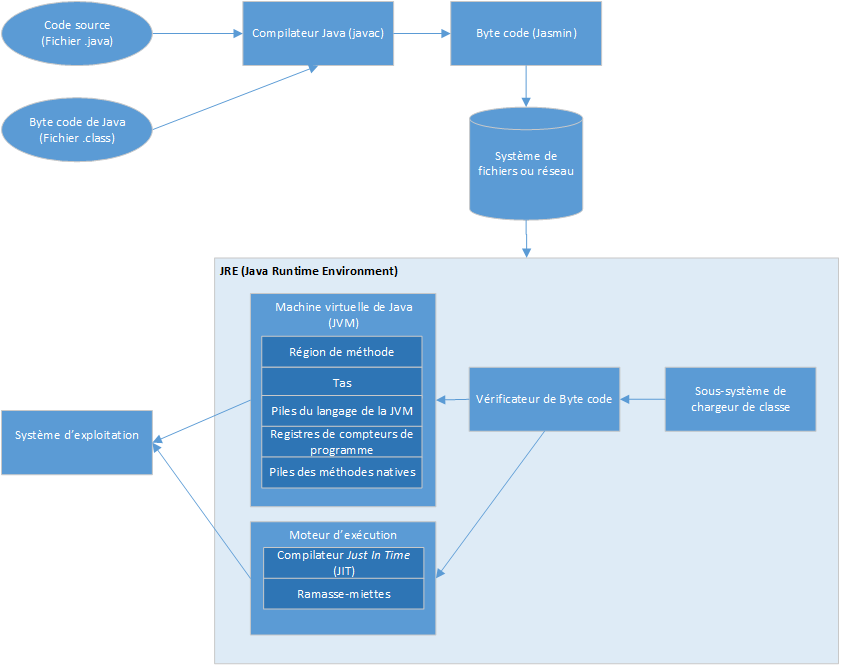 Code source
(Fichier .java)
Compilateur Java (javac)
Byte code (Jasmin)
Byte code de Java
(Fichier .class)
Système de
fichiers ou réseau
JRE (Java Runtime Environment)
Machine virtuelle de Java
(JVM)
Région de méthode
Tas
Piles du langage de la JVM
Registres de compteurs de
programme
Piles des méthodes natives
Vérificateur de Byte code
Sous-système de
chargeur de classe
Système d’exploitation
Moteur d’exécution
Compilateur Just In Time
(JIT)
Ramasse-miettes